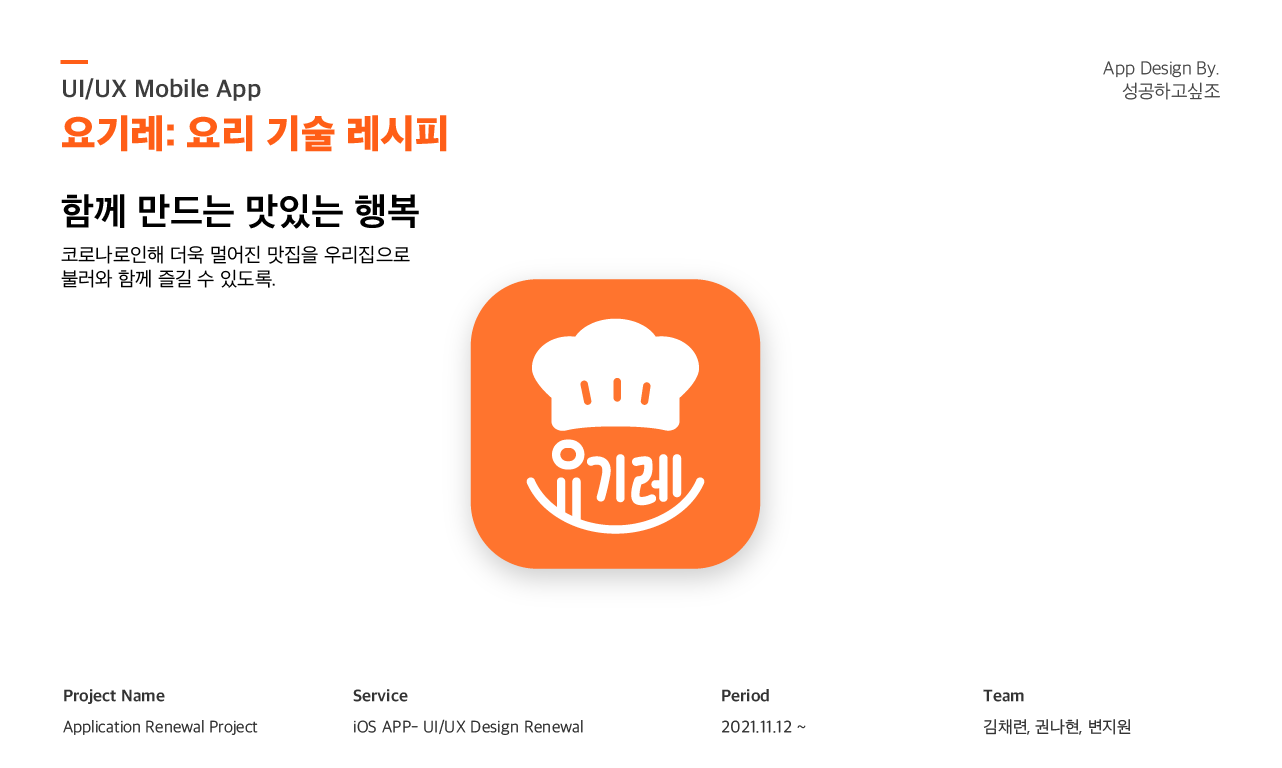 UI/UX Mobile App
요기레: 요리 기술 레시피
App Design By.
성공하고싶조
함께 만드는 맛있는 행복
코로나로인해 더욱 멀어진 맛집을 우리집으로
불러와 함께 즐길 수 있도록.
요기레
Project Name
Application Renewal Project
Service
iOS APP- UI/UX Design Renewal
Period
2021.11.12 ~
Team
김채련, 권나현, 변지원